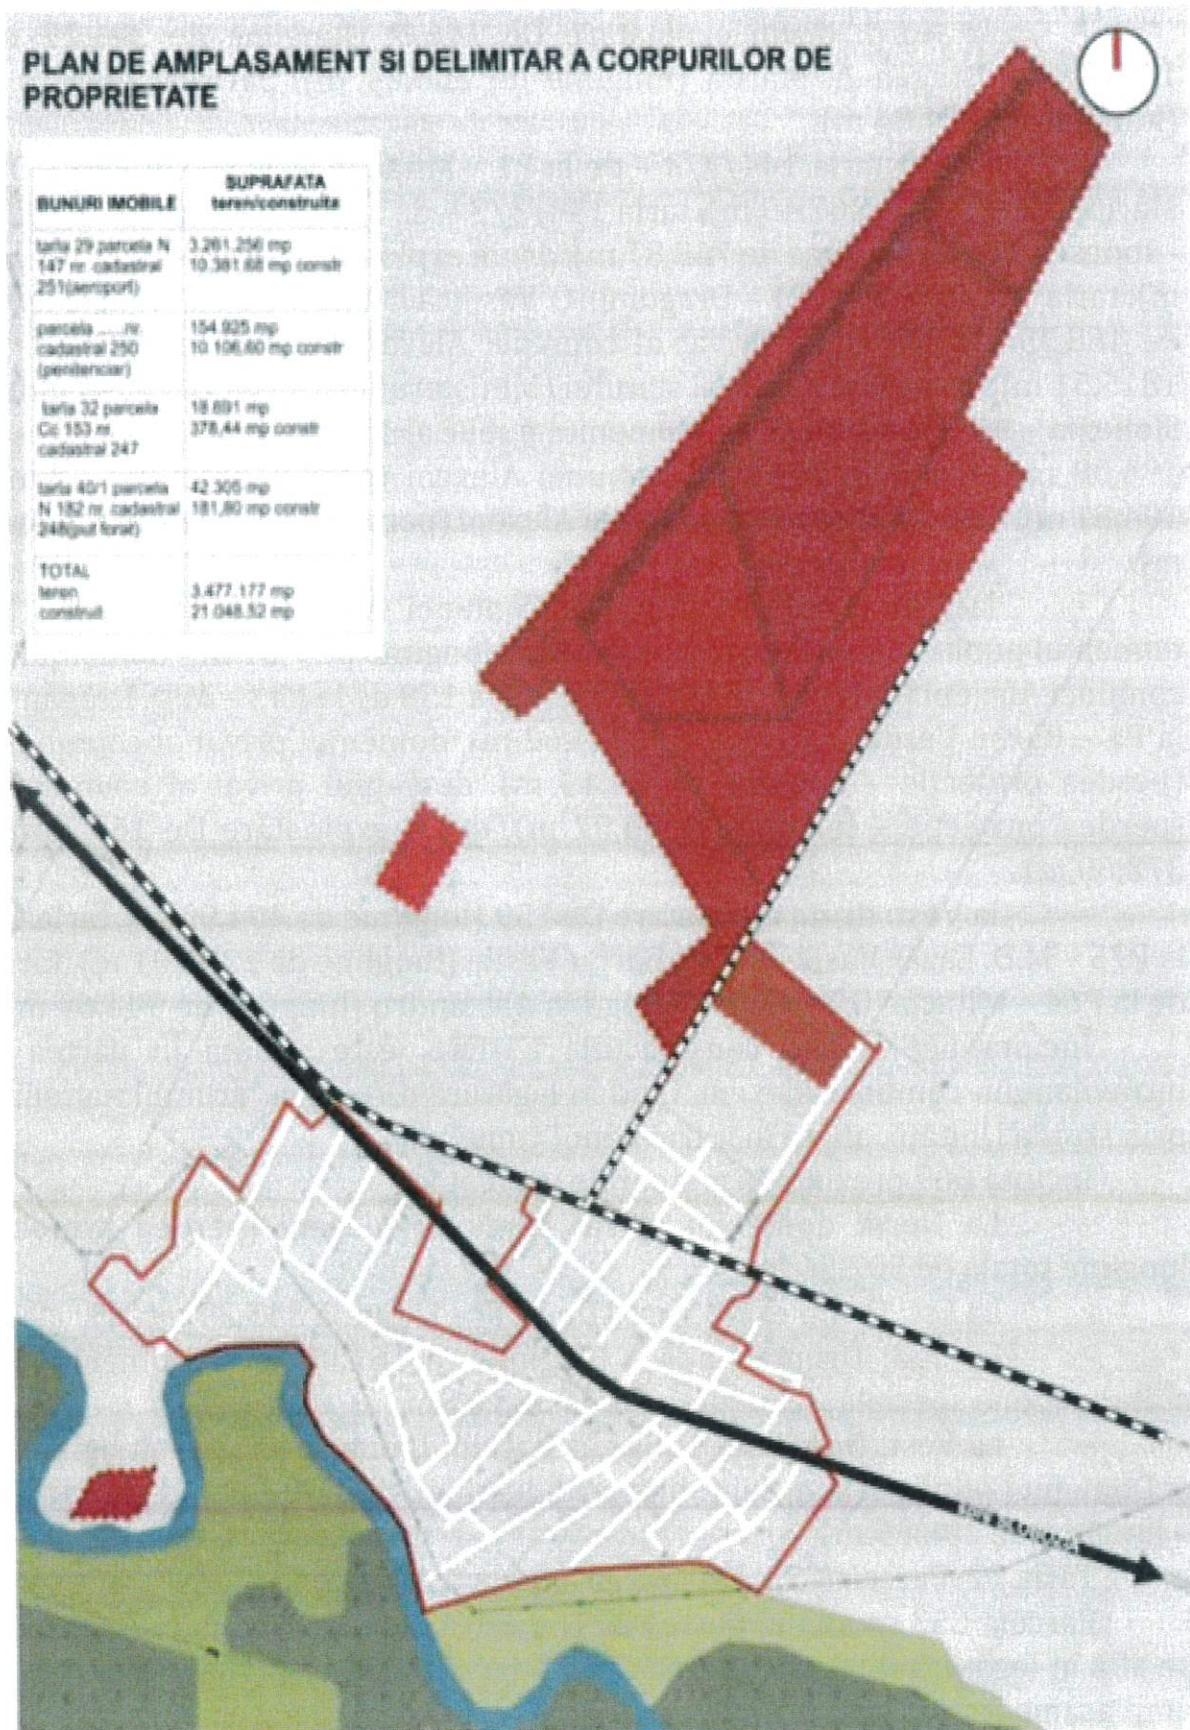 PLAN DE AMPLASAMENT SI DELIMITAR A CORPURILOR DE
PROPRIETATE
BUNURI IMOBILE
SUPRAFATA
teren/construita
tarla 29 parcela N
147 nr. cadastral
251(aeroport)
3.261.256 mp
10.381.68 mp constr
parcela ......nr.
cadastral 250
(penitenciar)
154.925 mp
10.106,60 mp constr
tarla 32 parcela
Cc 153 nr.
cadastral 247
18.691 mp
378,44 mp constr
tarla 40/1 parcela
N 182 nr. cadastral
248(put forat)
42.305 mp
181,80 mp constr
TOTAL
teren
construit
3.477.177 mp
21.048,52 mp